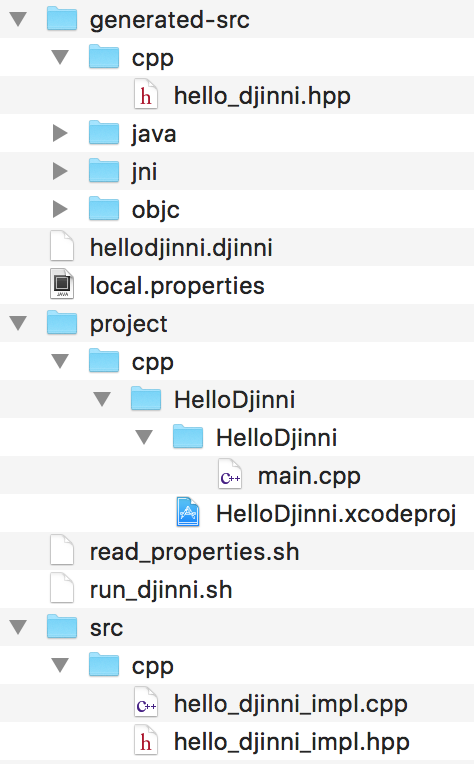 generated-src
cpp
hello_djinni.hpp
java
jni
objc
hellodjinni.djinni
local.properties
project
cpp
HelloDjinni
HelloDjinni
main.cpp
HelloDjinni.xcodeproj
read_properties.sh
run_djinni.sh
src
cpp
hello_djinni_impl.cpp
hello_djinni_impl.hpp